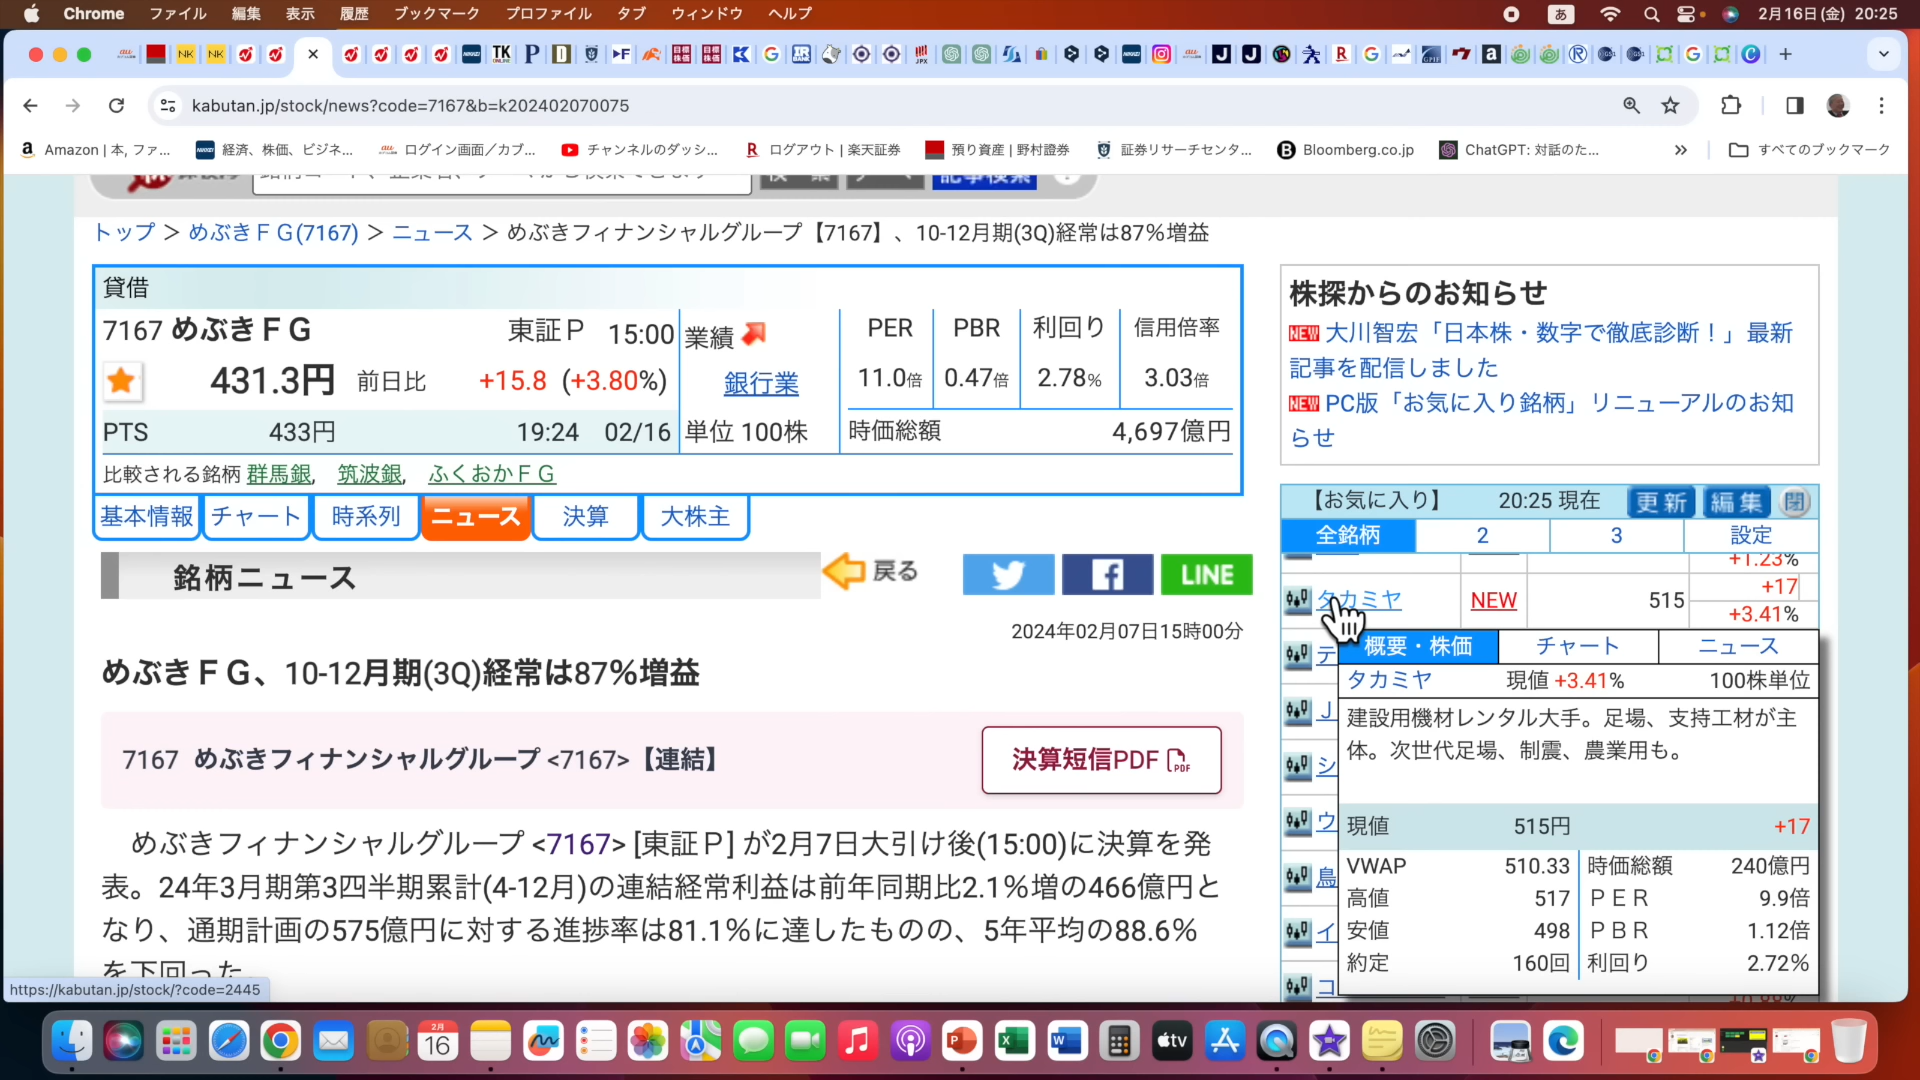 Chrome ファイル 編集 表示 履歴 ブックマーク プロファイル タブ ウィンドウ ヘルプ あ 2月16日(金) 20:25
kabutan.jp/stock/news?code=7167&b=k202402070075
Amazon | 本, ファ... 経済、株価、ビジネ... ログイン画面／カブ... チャンネルのダッシ... ログアウト | 楽天証券 預り資産 | 野村證券 証券リサーチセンタ... Bloomberg.co.jp ChatGPT: 対話のた... すべてのブックマーク
トップ > めぶきＦＧ(7167) > ニュース > めぶきフィナンシャルグループ【7167】、10-12月期(3Q)経常は87%増益
貸借
7167 めぶきＦＧ 東証Ｐ 15:00 業績 PER PBR 利回り 信用倍率
431.3円 前日比 +15.8 (+3.80%) 銀行業 11.0倍 0.47倍 2.78% 3.03倍
PTS 433円 19:24 02/16 単位 100株 時価総額 4,697億円
比較される銘柄 群馬銀, 筑波銀, ふくおかＦＧ
基本情報 チャート 時系列 ニュース 決算 大株主
銘柄ニュース 戻る LINE
2024年02月07日15時00分
めぶきＦＧ、10-12月期(3Q)経常は87%増益
7167 めぶきフィナンシャルグループ <7167>【連結】 決算短信PDF
めぶきフィナンシャルグループ <7167> [東証Ｐ] が2月7日大引け後(15:00)に決算を発
表。24年3月期第3四半期累計(4-12月)の連結経常利益は前年同期比2.1%増の466億円と
なり、通期計画の575億円に対する進捗率は81.1%に達したものの、5年平均の88.6%
を下回った。
株探からのお知らせ
NEW 大川智宏「日本株・数字で徹底診断！」最新
記事を配信しました
NEW PC版「お気に入り銘柄」リニューアルのお知
らせ
【お気に入り】 20:25 現在 更新 編集 閉
全銘柄 2 3 設定
+1.23%
タカミヤ NEW 515 +17
+3.41%
概要・株価 チャート ニュース
タカミヤ 現値 +3.41% 100株単位
建設用機材レンタル大手。足場、支持工材が主
体。次世代足場、制震、農業用も。
現値 515円 +17
VWAP 510.33 時価総額 240億円
高値 517 ＰＥＲ 9.9倍
安値 498 ＰＢＲ 1.12倍
約定 160回 利回り 2.72%
テ
Ｊ
シ
ウ
鳥
イ
コ
https://kabutan.jp/stock/?code=2445
2月
16
tv